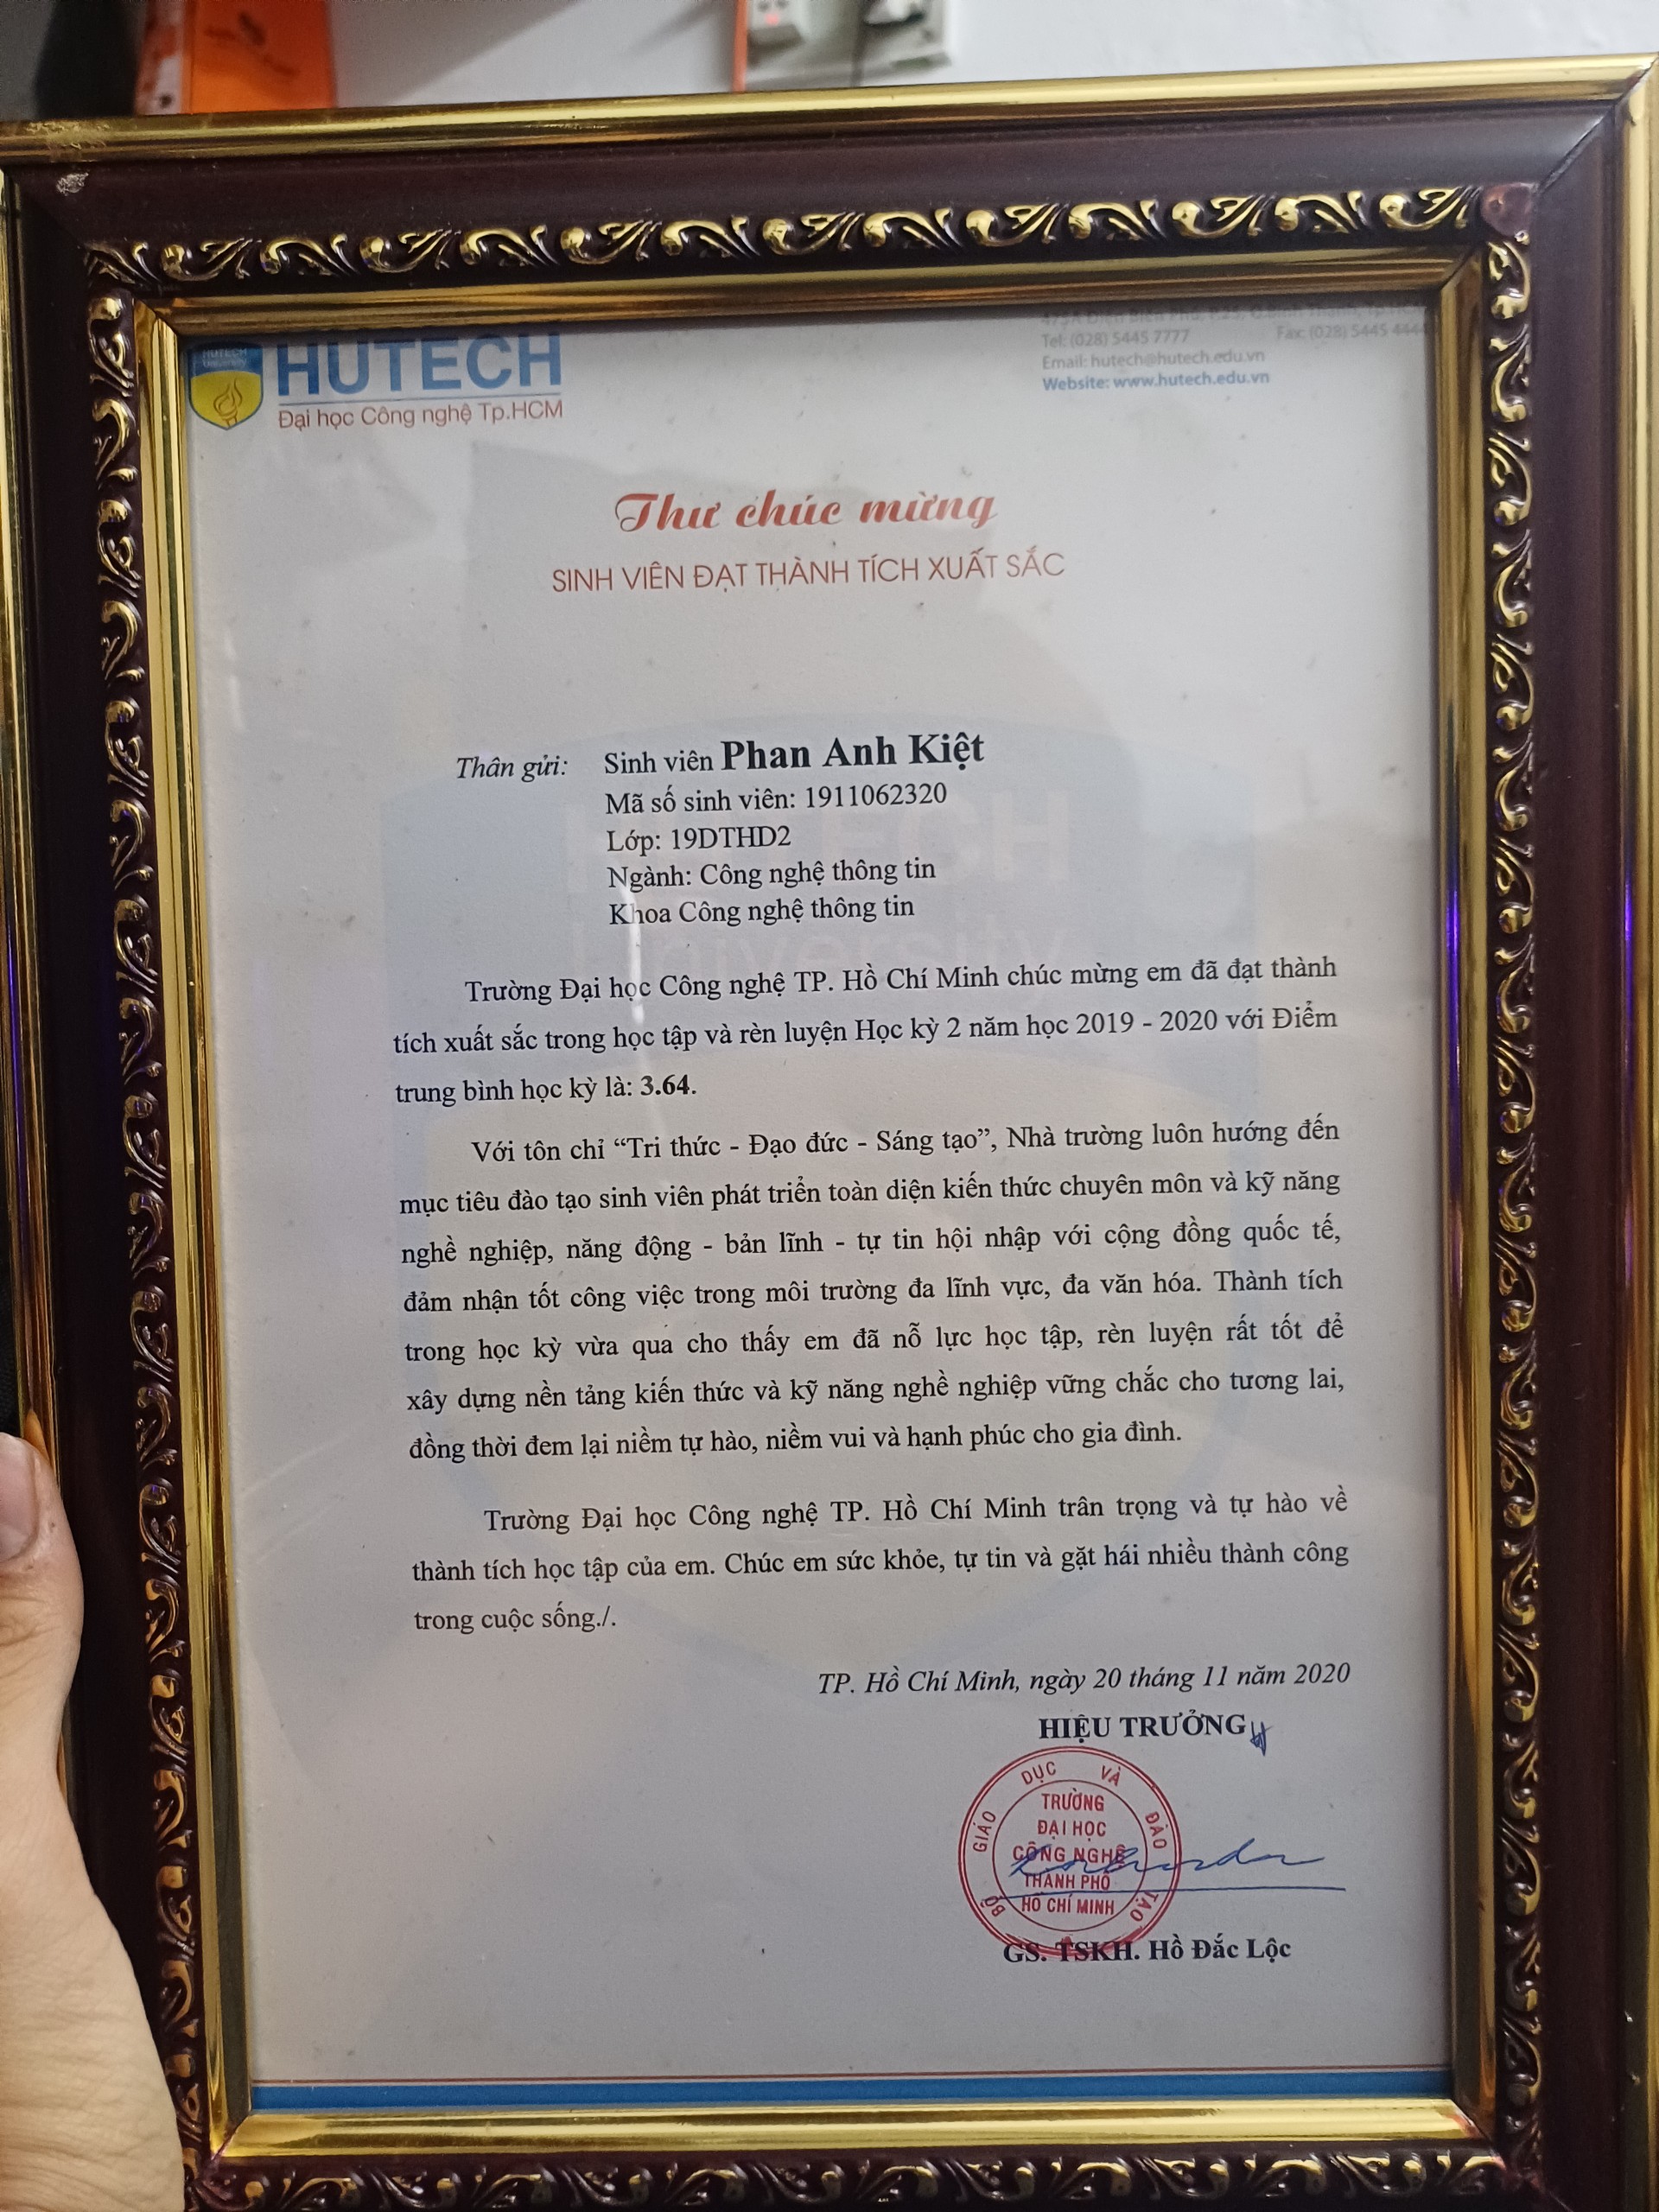 HUTECH
UNIVERSITY
HUTECH
Đại học Công nghệ Tp.HCM
475A Điện Biên Phủ, P.25, Q.Bình Thạnh, Tp.HCM
Tel: (028) 5445 7777 Fax: (028) 5445 4444
Email: hutech@hutech.edu.vn
Website: www.hutech.edu.vn
Thư chúc mừng
SINH VIÊN ĐẠT THÀNH TÍCH XUẤT SẮC
Thân gửi: Sinh viên Phan Anh Kiệt
Mã số sinh viên: 1911062320
Lớp: 19DTHD2
Ngành: Công nghệ thông tin
Khoa Công nghệ thông tin
HUTECH
University
Trường Đại học Công nghệ TP. Hồ Chí Minh chúc mừng em đã đạt thành
tích xuất sắc trong học tập và rèn luyện Học kỳ 2 năm học 2019 - 2020 với Điểm
trung bình học kỳ là: 3.64.
Với tôn chỉ “Tri thức - Đạo đức - Sáng tạo”, Nhà trường luôn hướng đến
mục tiêu đào tạo sinh viên phát triển toàn diện kiến thức chuyên môn và kỹ năng
nghề nghiệp, năng động - bản lĩnh - tự tin hội nhập với cộng đồng quốc tế,
đảm nhận tốt công việc trong môi trường đa lĩnh vực, đa văn hóa. Thành tích
trong học kỳ vừa qua cho thấy em đã nỗ lực học tập, rèn luyện rất tốt để
xây dựng nền tảng kiến thức và kỹ năng nghề nghiệp vững chắc cho tương lai,
đồng thời đem lại niềm tự hào, niềm vui và hạnh phúc cho gia đình.
Trường Đại học Công nghệ TP. Hồ Chí Minh trân trọng và tự hào về
thành tích học tập của em. Chúc em sức khỏe, tự tin và gặt hái nhiều thành công
trong cuộc sống./.
TP. Hồ Chí Minh, ngày 20 tháng 11 năm 2020
HIỆU TRƯỞNG
BỘ GIÁO DỤC VÀ ĐÀO TẠO
TRƯỜNG
ĐẠI HỌC
CÔNG NGHỆ
THÀNH PHỐ
HỒ CHÍ MINH
GS. TSKH. Hồ Đắc Lộc